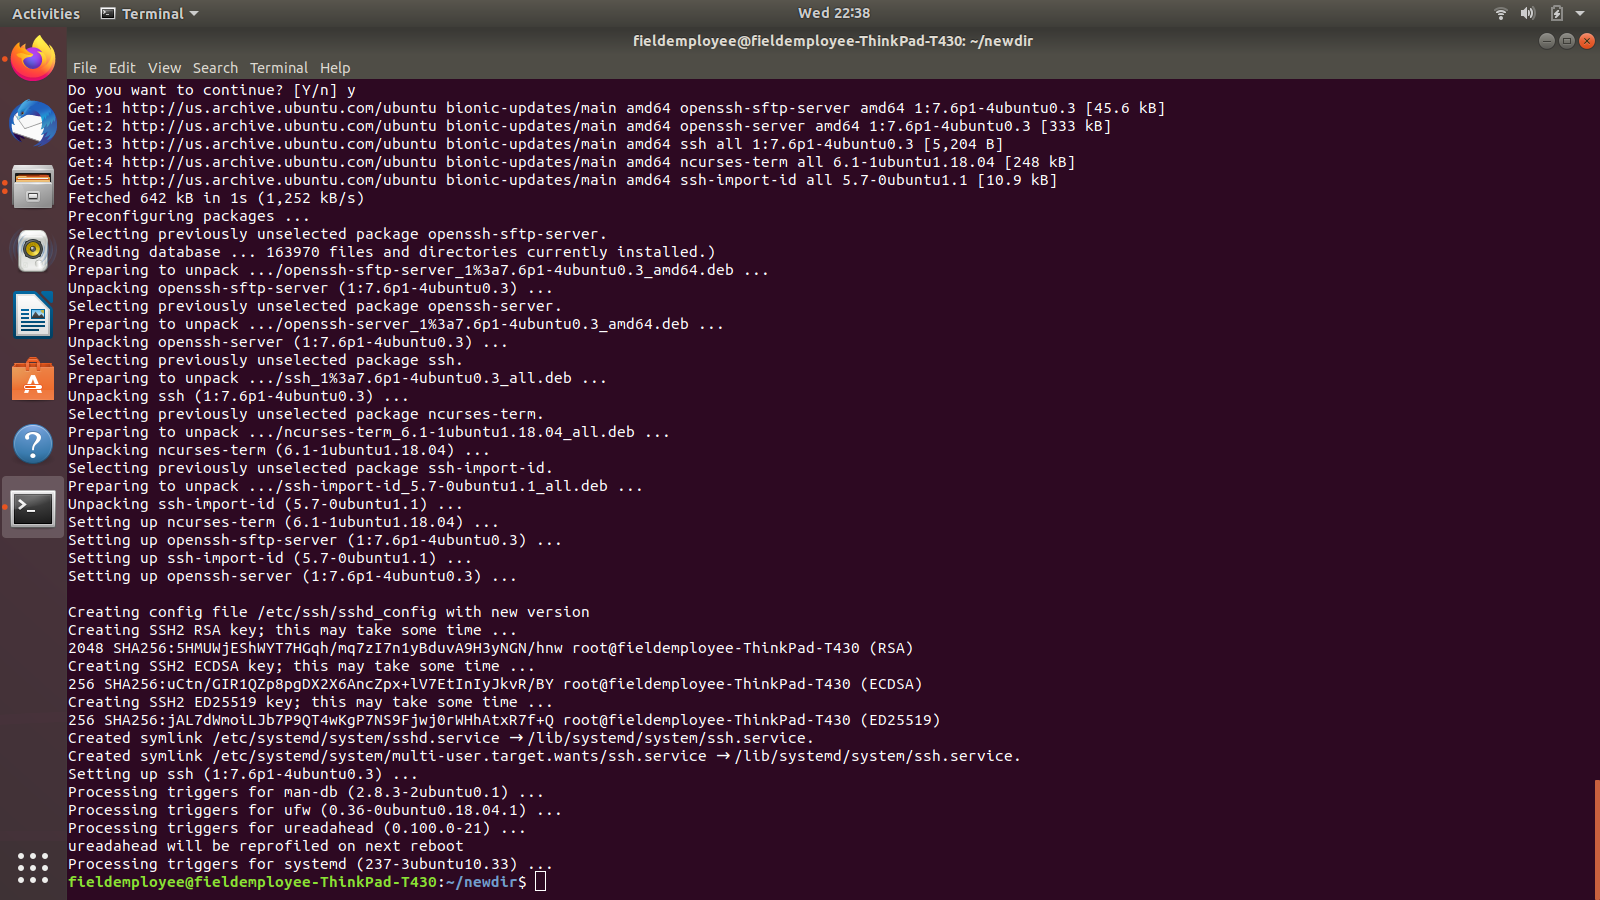 Activities Terminal Wed 22:38
fieldemployee@fieldemployee-ThinkPad-T430: ~/newdir
File Edit View Search Terminal Help
Do you want to continue? [Y/n] y
Get:1 http://us.archive.ubuntu.com/ubuntu bionic-updates/main amd64 openssh-sftp-server amd64 1:7.6p1-4ubuntu0.3 [45.6 kB]
Get:2 http://us.archive.ubuntu.com/ubuntu bionic-updates/main amd64 openssh-server amd64 1:7.6p1-4ubuntu0.3 [333 kB]
Get:3 http://us.archive.ubuntu.com/ubuntu bionic-updates/main amd64 ssh all 1:7.6p1-4ubuntu0.3 [5,204 B]
Get:4 http://us.archive.ubuntu.com/ubuntu bionic-updates/main amd64 ncurses-term all 6.1-1ubuntu1.18.04 [248 kB]
Get:5 http://us.archive.ubuntu.com/ubuntu bionic-updates/main amd64 ssh-import-id all 5.7-0ubuntu1.1 [10.9 kB]
Fetched 642 kB in 1s (1,252 kB/s)
Preconfiguring packages ...
Selecting previously unselected package openssh-sftp-server.
(Reading database ... 163970 files and directories currently installed.)
Preparing to unpack .../openssh-sftp-server_1%3a7.6p1-4ubuntu0.3_amd64.deb ...
Unpacking openssh-sftp-server (1:7.6p1-4ubuntu0.3) ...
Selecting previously unselected package openssh-server.
Preparing to unpack .../openssh-server_1%3a7.6p1-4ubuntu0.3_amd64.deb ...
Unpacking openssh-server (1:7.6p1-4ubuntu0.3) ...
Selecting previously unselected package ssh.
Preparing to unpack .../ssh_1%3a7.6p1-4ubuntu0.3_all.deb ...
Unpacking ssh (1:7.6p1-4ubuntu0.3) ...
Selecting previously unselected package ncurses-term.
Preparing to unpack .../ncurses-term_6.1-1ubuntu1.18.04_all.deb ...
Unpacking ncurses-term (6.1-1ubuntu1.18.04) ...
Selecting previously unselected package ssh-import-id.
Preparing to unpack .../ssh-import-id_5.7-0ubuntu1.1_all.deb ...
Unpacking ssh-import-id (5.7-0ubuntu1.1) ...
Setting up ncurses-term (6.1-1ubuntu1.18.04) ...
Setting up openssh-sftp-server (1:7.6p1-4ubuntu0.3) ...
Setting up ssh-import-id (5.7-0ubuntu1.1) ...
Setting up openssh-server (1:7.6p1-4ubuntu0.3) ...
Creating config file /etc/ssh/sshd_config with new version
Creating SSH2 RSA key; this may take some time ...
2048 SHA256:5HMUWjEShWYT7HGqh/mq7zI7n1yBduvA9H3yNGN/hnw root@fieldemployee-ThinkPad-T430 (RSA)
Creating SSH2 ECDSA key; this may take some time ...
256 SHA256:uCtn/GIR1QZp8pgDX2X6AncZpx+lV7EtInIyJkvR/BY root@fieldemployee-ThinkPad-T430 (ECDSA)
Creating SSH2 ED25519 key; this may take some time ...
256 SHA256:jAL7dWmoiLJb7P9QT4wKgP7NS9Fjwj0rWHhAtxR7f+Q root@fieldemployee-ThinkPad-T430 (ED25519)
Created symlink /etc/systemd/system/sshd.service → /lib/systemd/system/ssh.service.
Created symlink /etc/systemd/system/multi-user.target.wants/ssh.service → /lib/systemd/system/ssh.service.
Setting up ssh (1:7.6p1-4ubuntu0.3) ...
Processing triggers for man-db (2.8.3-2ubuntu0.1) ...
Processing triggers for ufw (0.36-0ubuntu0.18.04.1) ...
Processing triggers for ureadahead (0.100.0-21) ...
ureadahead will be reprofiled on next reboot
Processing triggers for systemd (237-3ubuntu10.33) ...
fieldemployee@fieldemployee-ThinkPad-T430:~/newdir$